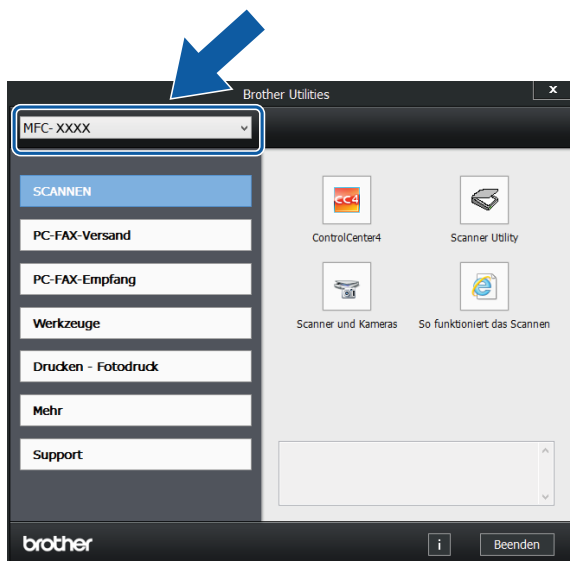 Brother Utilities
x
MFC- XXXX
SCANNEN
PC-FAX-Versand
PC-FAX-Empfang
Werkzeuge
Drucken - Fotodruck
Mehr
Support
CC4
ControlCenter4
Scanner Utility
Scanner und Kameras
So funktioniert das Scannen
brother
i
Beenden